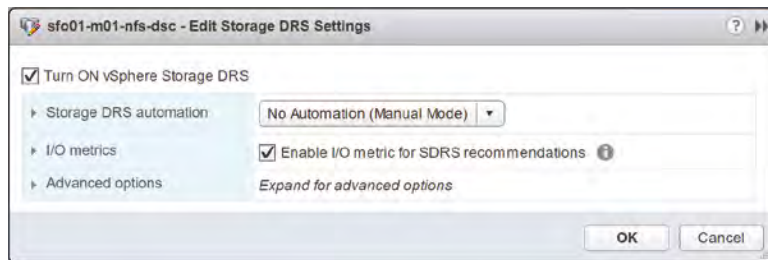 sfo01-m01-nfs-dsc - Edit Storage DRS Settings ?
Turn ON vSphere Storage DRS
Storage DRS automation No Automation (Manual Mode)
I/O metrics Enable I/O metric for SDRS recommendations
Advanced options Expand for advanced options
OK Cancel